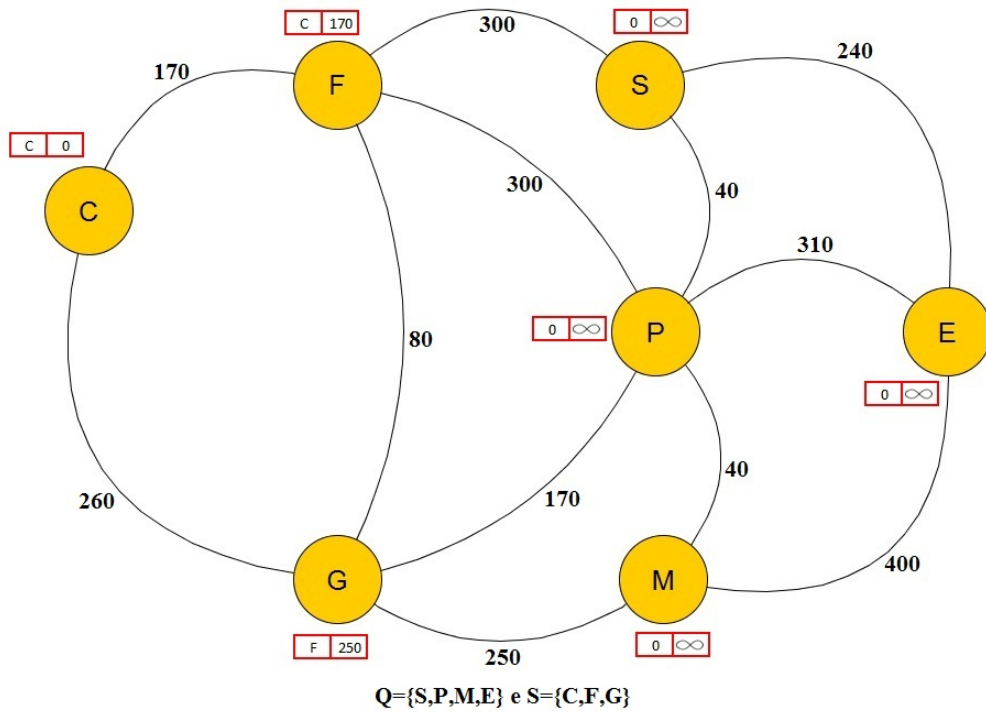 C 170
0 ∞
300
F
S
240
170
C 0
C
300
40
310
0 ∞
P
E
80
0 ∞
40
260
170
G
M
400
F 250
0 ∞
250
Q={S,P,M,E} e S={C,F,G}